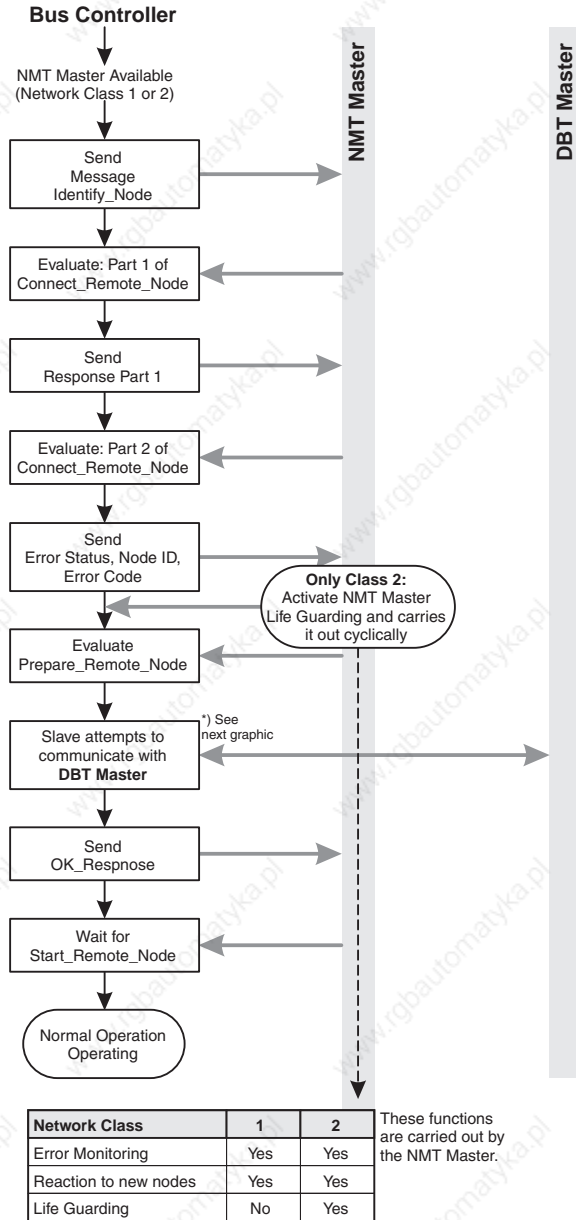 Bus Controller
NMT Master
DBT Master
NMT Master Available
(Network Class 1 or 2)
Send
Message
Identify_Node
Evaluate: Part 1 of
Connect_Remote_Node
Send
Response Part 1
Evaluate: Part 2 of
Connect_Remote_Node
Send
Error Status, Node ID,
Error Code
Only Class 2:
Activate NMT Master
Life Guarding and carries
it out cyclically
Evaluate
Prepare_Remote_Node
*) See
next graphic
Slave attempts to
communicate with
DBT Master
Send
OK_Respnose
Wait for
Start_Remote_Node
Normal Operation
Operating
Network Class 1 2
Error Monitoring Yes Yes
Reaction to new nodes Yes Yes
Life Guarding No Yes
These functions
are carried out by
the NMT Master.
www.rgbautomatyka.pl